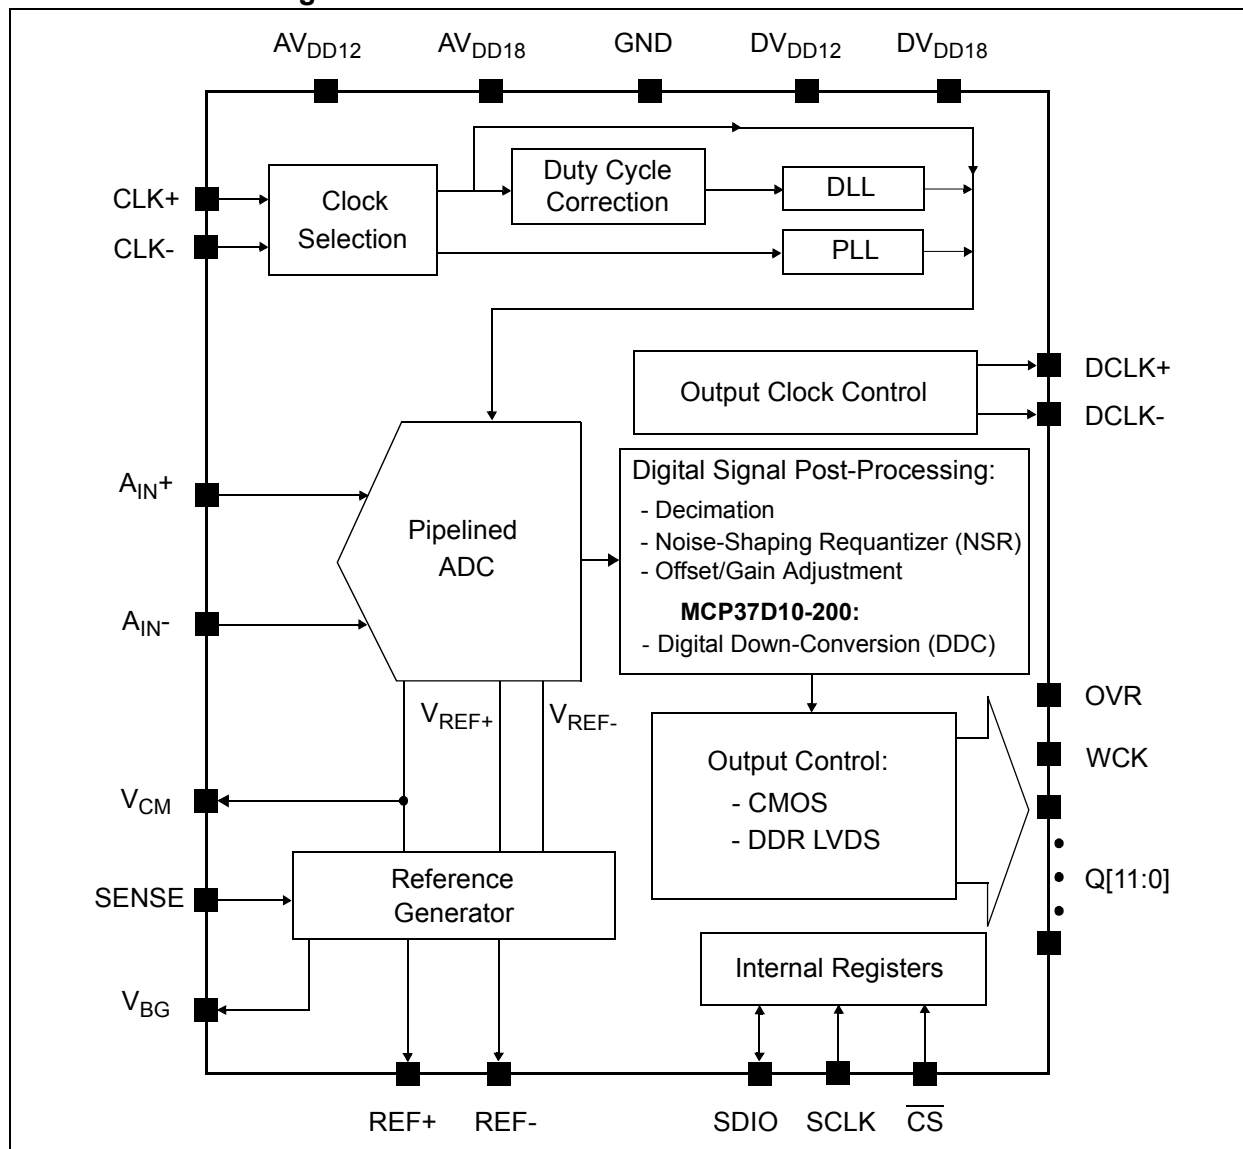 AVDD12
AVDD18
GND
DVDD12
DVDD18
CLK+
CLK-
Clock
Selection
Duty Cycle
Correction
DLL
PLL
Output Clock Control
DCLK+
DCLK-
AIN+
AIN-
Pipelined
ADC
Digital Signal Post-Processing:
- Decimation
- Noise-Shaping Requantizer (NSR)
- Offset/Gain Adjustment
MCP37D10-200:
- Digital Down-Conversion (DDC)
VREF+
VREF-
Output Control:
- CMOS
- DDR LVDS
OVR
WCK
Q[11:0]
VCM
SENSE
VBG
Reference
Generator
Internal Registers
REF+
REF-
SDIO
SCLK
CS